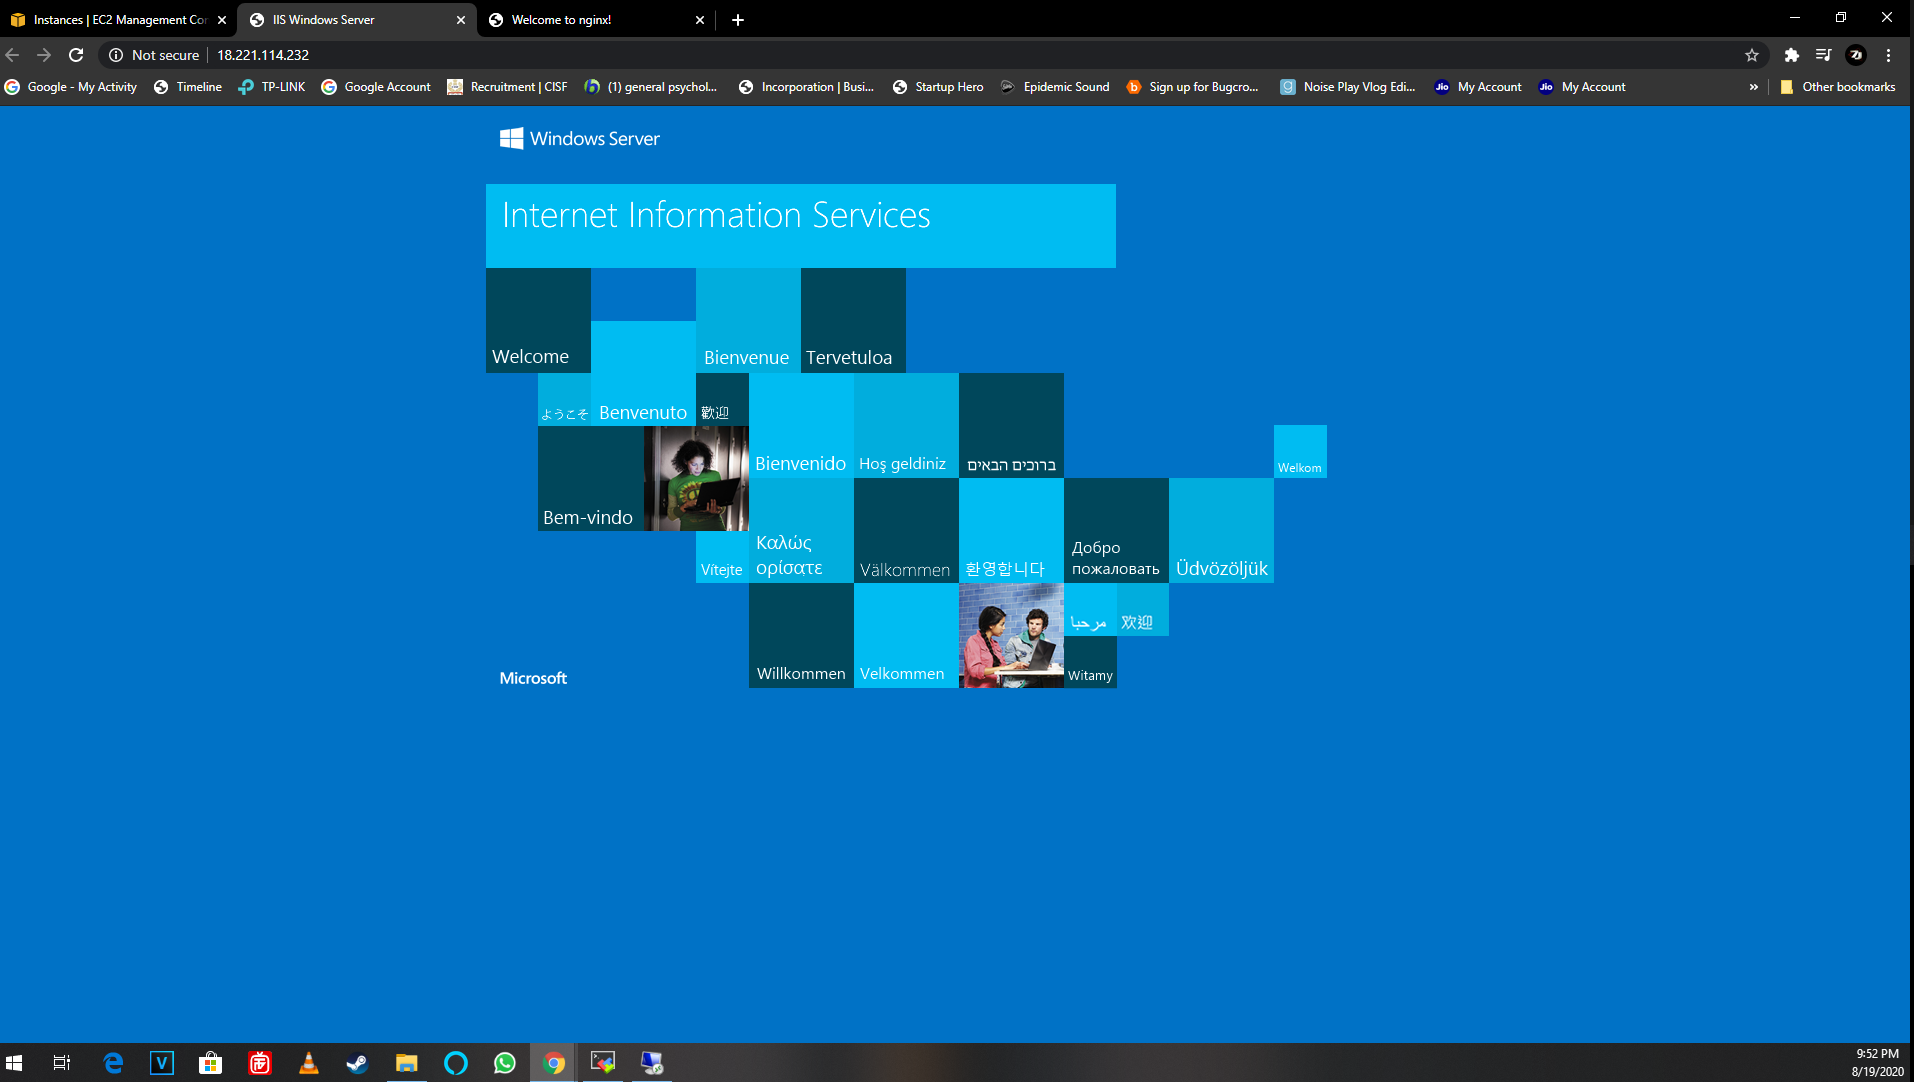 Instances | EC2 Management Cor
IIS Windows Server
Welcome to nginx!
Not secure
18.221.114.232
Google - My Activity
Timeline
TP-LINK
Google Account
Recruitment | CISF
(1) general psychol...
Incorporation | Busi...
Startup Hero
Epidemic Sound
Sign up for Bugcro...
Noise Play Vlog Edi...
Jio
My Account
Jio
My Account
»
Other bookmarks
Windows Server
Internet Information Services
Welcome
Bienvenue
Tervetuloa
ようこそ
Benvenuto
歡迎
Bienvenido
Hoş geldiniz
ברוכים הבאים
Welkom
Bem-vindo
Vítejte
Καλώς
ορίσατε
Välkommen
환영합니다
Добро
пожаловать
Üdvözöljük
Willkommen
Velkommen
مرحبا
欢迎
Witamy
Microsoft
9:52 PM
8/19/2020